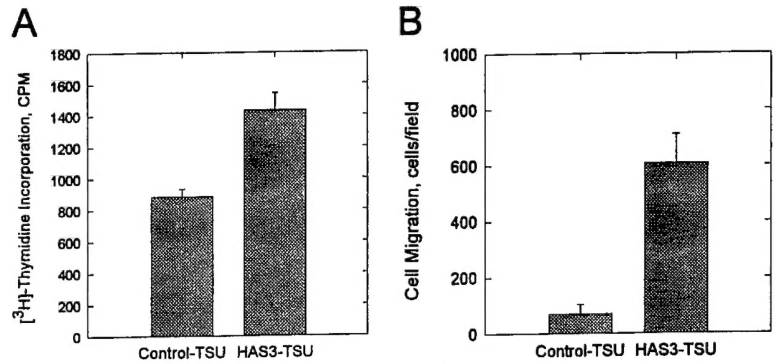 A
[³H]-Thymidine Incorporation, CPM
1800
1600
1400
1200
1000
800
600
400
200
0
Control-TSU HAS3-TSU
B
Cell Migration, cells/field
1000
800
600
400
200
0
Control-TSU HAS3-TSU